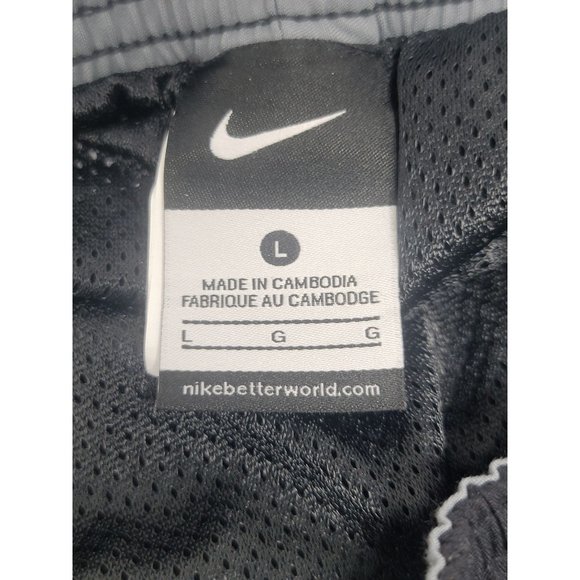 L
MADE IN CAMBODIA
FABRIQUE AU CAMBODGE
L G G
nikebetterworld.com